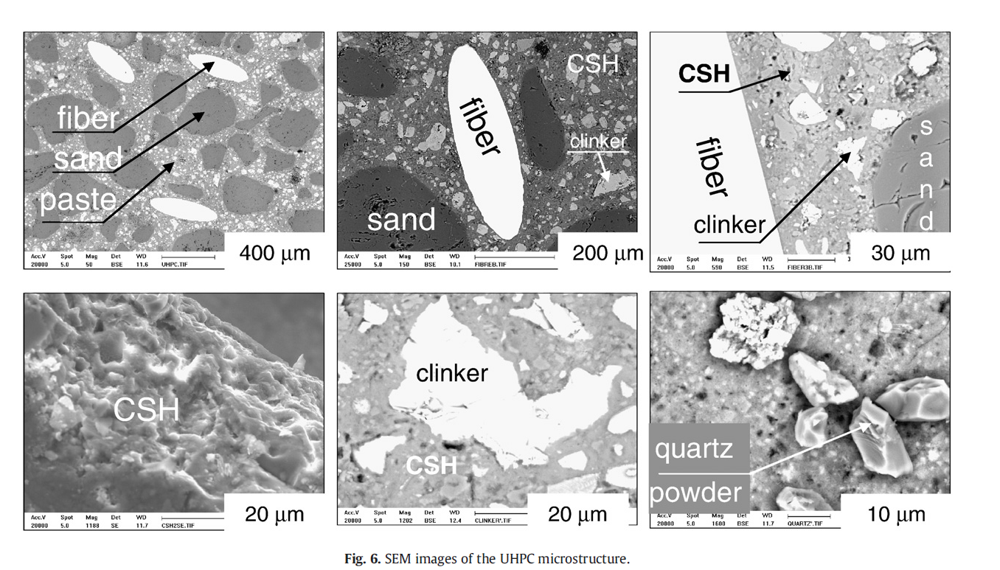 fiber
sand
paste
400 μm
Acc.V Spot Mag Det WD
20000 5.0 50 BSE 11.6 UHPC.TIF
CSH
fiber
clinker
sand
200 μm
Acc.V Spot Mag Det WD
25000 5.0 150 BSE 10.1 FIBREB.TIF
CSH
fiber
sand
clinker
30 μm
Acc.V Spot Mag Det WD 3
20000 5.0 590 BSE 11.5 FIBER3B.TIF
CSH
20 μm
Acc.V Spot Mag Det WD
20000 5.0 1188 SE 11.7 CSH2SE.TIF
clinker
CSH
20 μm
Acc.V Spot Mag Det WD
20000 5.0 1202 BSE 12.4 CLINKER'.TIF
quartz
powder
10 μm
Acc.V Spot Mag Det WD
20000 5.0 1600 BSE 11.7 QUARTZ'.TIF
Fig. 6. SEM images of the UHPC microstructure.